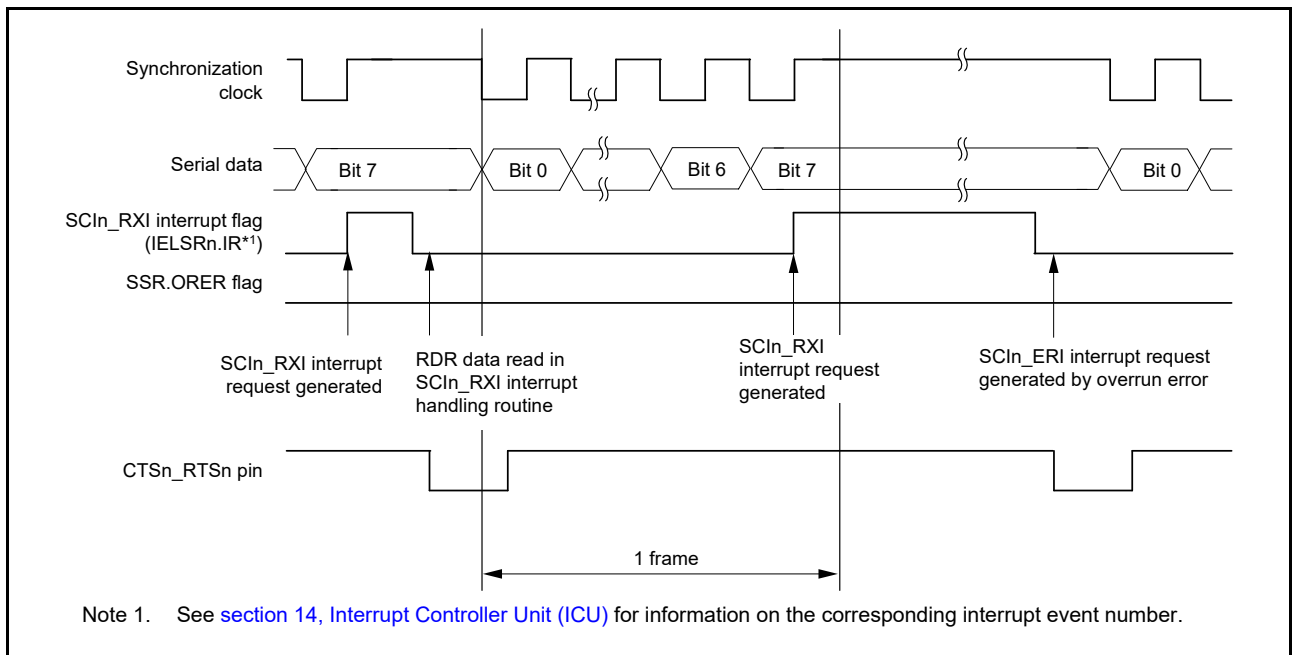 Synchronization
clock
Serial data
Bit 7
Bit 0
Bit 6
Bit 7
Bit 0
SCIn_RXI interrupt flag
(IELSRn.IR*1)
SSR.ORER flag
SCIn_RXI interrupt
request generated
RDR data read in
SCIn_RXI interrupt
handling routine
SCIn_RXI
interrupt request
generated
SCIn_ERI interrupt request
generated by overrun error
CTSn_RTSn pin
1 frame
Note 1. See section 14, Interrupt Controller Unit (ICU) for information on the corresponding interrupt event number.